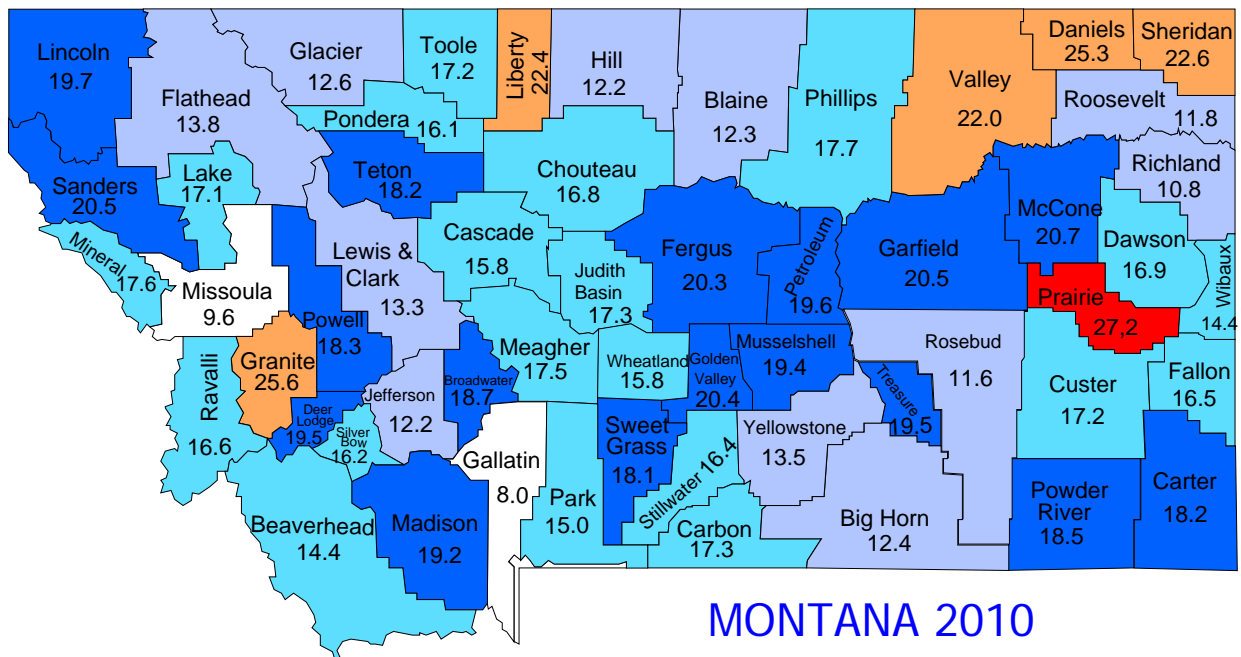 Lincoln
19.7
Flathead
13.8
Glacier
12.6
Toole
17.2
Liberty
22.4
Hill
12.2
Blaine
12.3
Phillips
17.7
Valley
22.0
Daniels
25.3
Sheridan
22.6
Roosevelt
11.8
Pondera
16.1
Teton
18.2
Chouteau
16.8
Richland
10.8
Sanders
20.5
Lake
17.1
Mineral
17.6
Missoula
9.6
Powell
18.3
Lewis &
Clark
13.3
Cascade
15.8
Judith
Basin
17.3
Fergus
20.3
Petroleum
19.6
Garfield
20.5
McCone
20.7
Dawson
16.9
Wibaux
14.4
Prairie
27,2
Ravalli
16.6
Granite
25.6
Deer
Lodge
19.5
Silver
Bow
16.2
Jefferson
12.2
Broadwater
18.7
Meagher
17.5
Wheatland
15.8
Golden
Valley
20.4
Musselshell
19.4
Treasure
19.5
Rosebud
11.6
Custer
17.2
Fallon
16.5
Beaverhead
14.4
Madison
19.2
Gallatin
8.0
Park
15.0
Sweet
Grass
18.1
Stillwater 16.4
Carbon
17.3
Yellowstone
13.5
Big Horn
12.4
Powder
River
18.5
Carter
18.2
MONTANA 2010